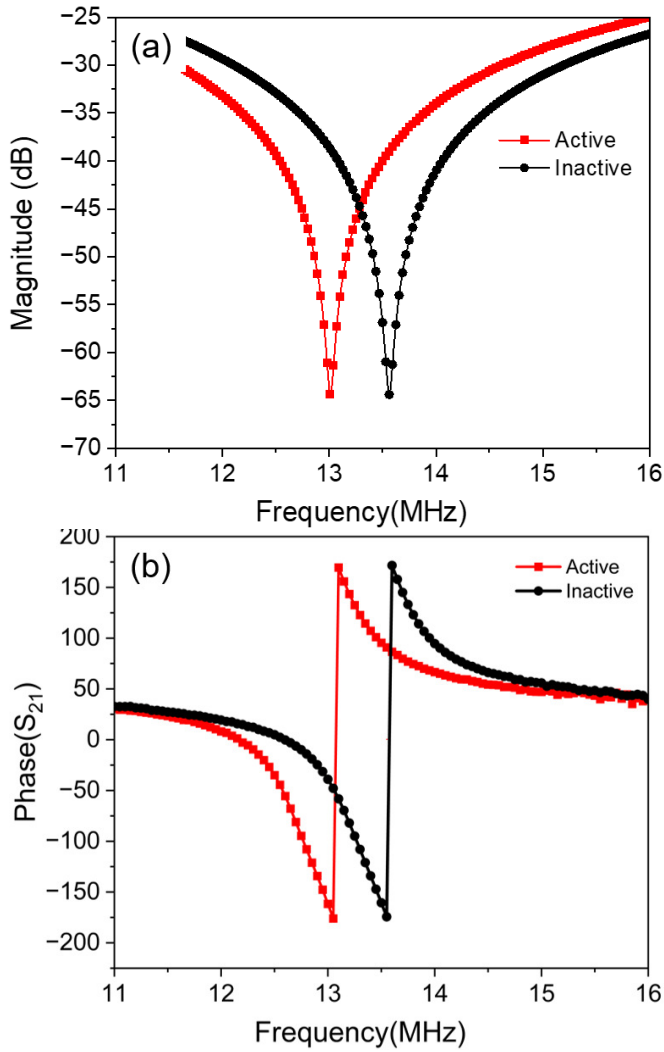 (a)
Magnitude (dB)
−25
−30
−35
−40
−45
−50
−55
−60
−65
−70
Active
Inactive
11 12 13 14 15 16
Frequency(MHz)
(b)
Phase(S₂₁)
200
150
100
50
0
−50
−100
−150
−200
Active
Inactive
11 12 13 14 15 16
Frequency(MHz)